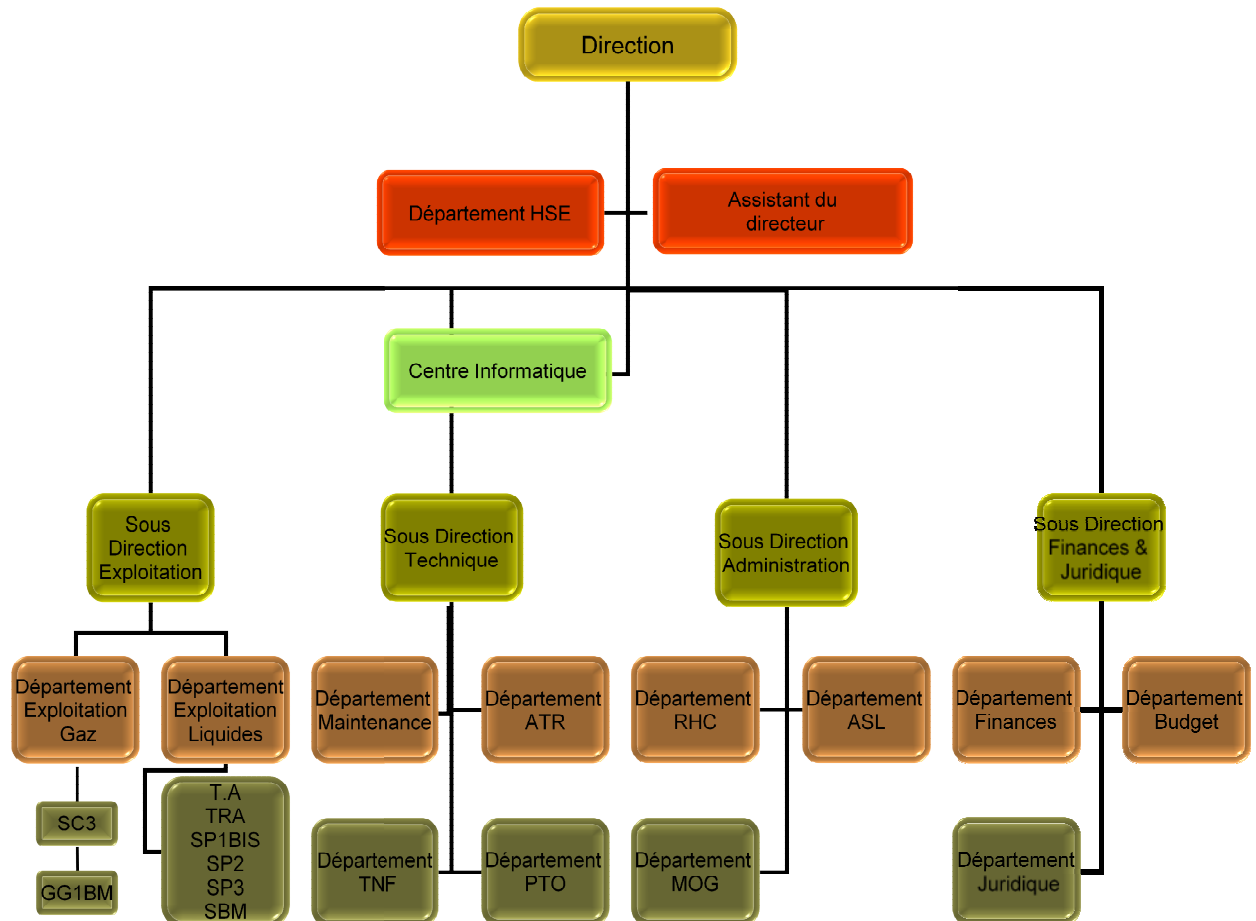 Direction
Département HSE
Assistant du
directeur
Centre Informatique
Sous
Direction
Exploitation
Sous Direction
Technique
Sous Direction
Administration
Sous Direction
Finances &
Juridique
Département
Exploitation
Gaz
Département
Exploitation
Liquides
Département
Maintenance
Département
ATR
Département
RHC
Département
ASL
Département
Finances
Département
Budget
SC3
GG1BM
T.A
TRA
SP1BIS
SP2
SP3
SBM
Département
TNF
Département
PTO
Département
MOG
Département
Juridique